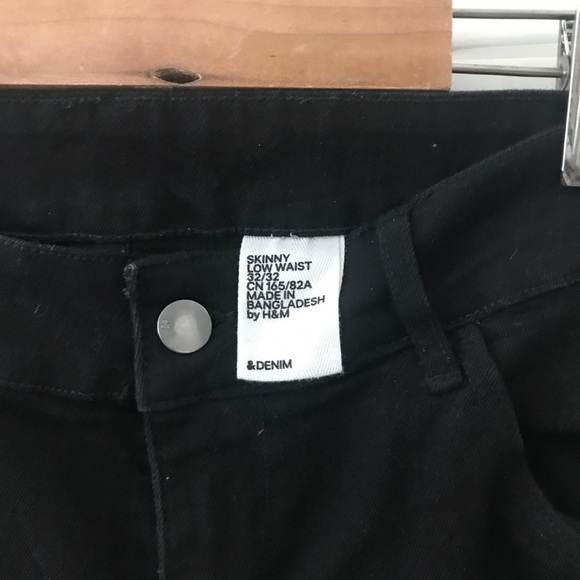 SKINNY
LOW WAIST
32/32
CN 165/82A
MADE IN
BANGLADESH
by H&M
&DENIM